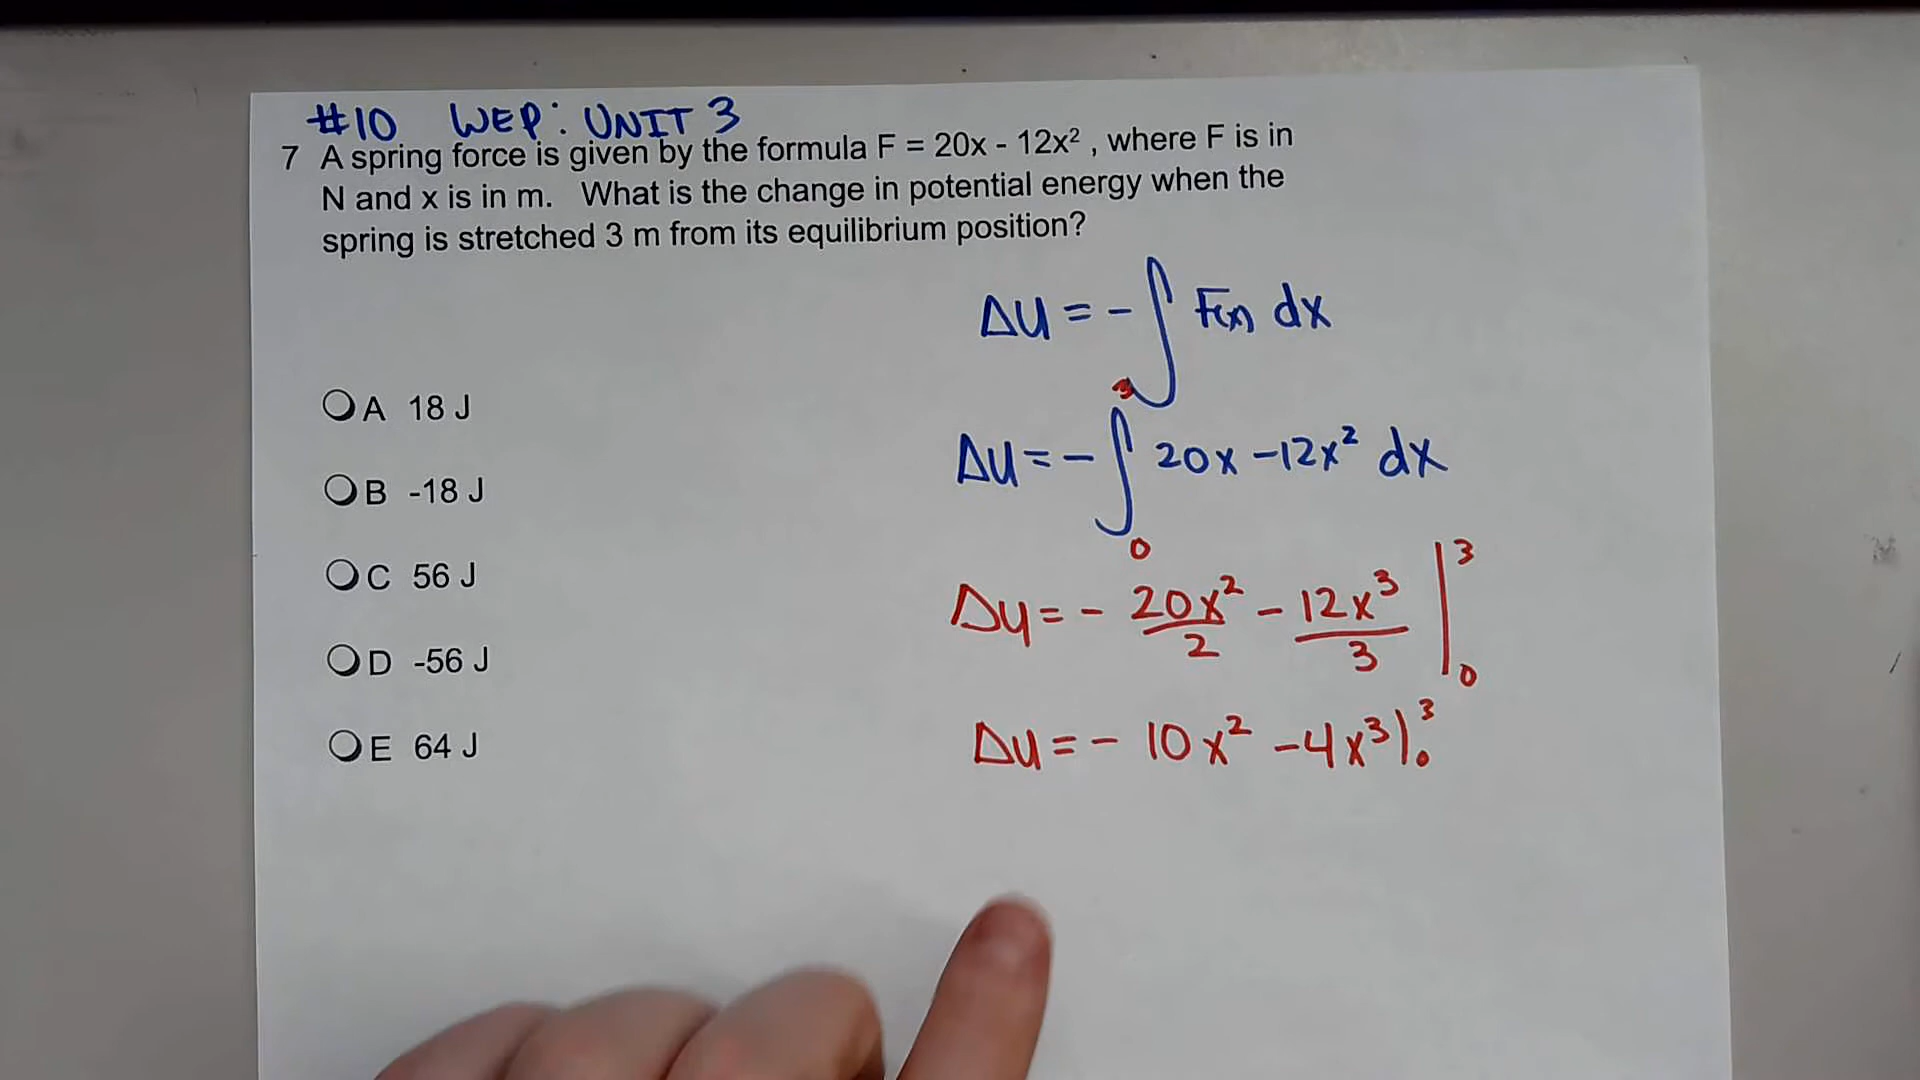 #10 WEP: UNIT 3
7 A spring force is given by the formula F = 20x - 12x², where F is in
N and x is in m. What is the change in potential energy when the
spring is stretched 3 m from its equilibrium position?
A 18 J
B -18 J
C 56 J
D -56 J
E 64 J
ΔU = - ∫ F(x) dx
ΔU = - ∫₀³ 20x - 12x² dx
ΔU = - 20x²/2 - 12x³/3 |₀³
ΔU = - 10x² - 4x³ |₀³